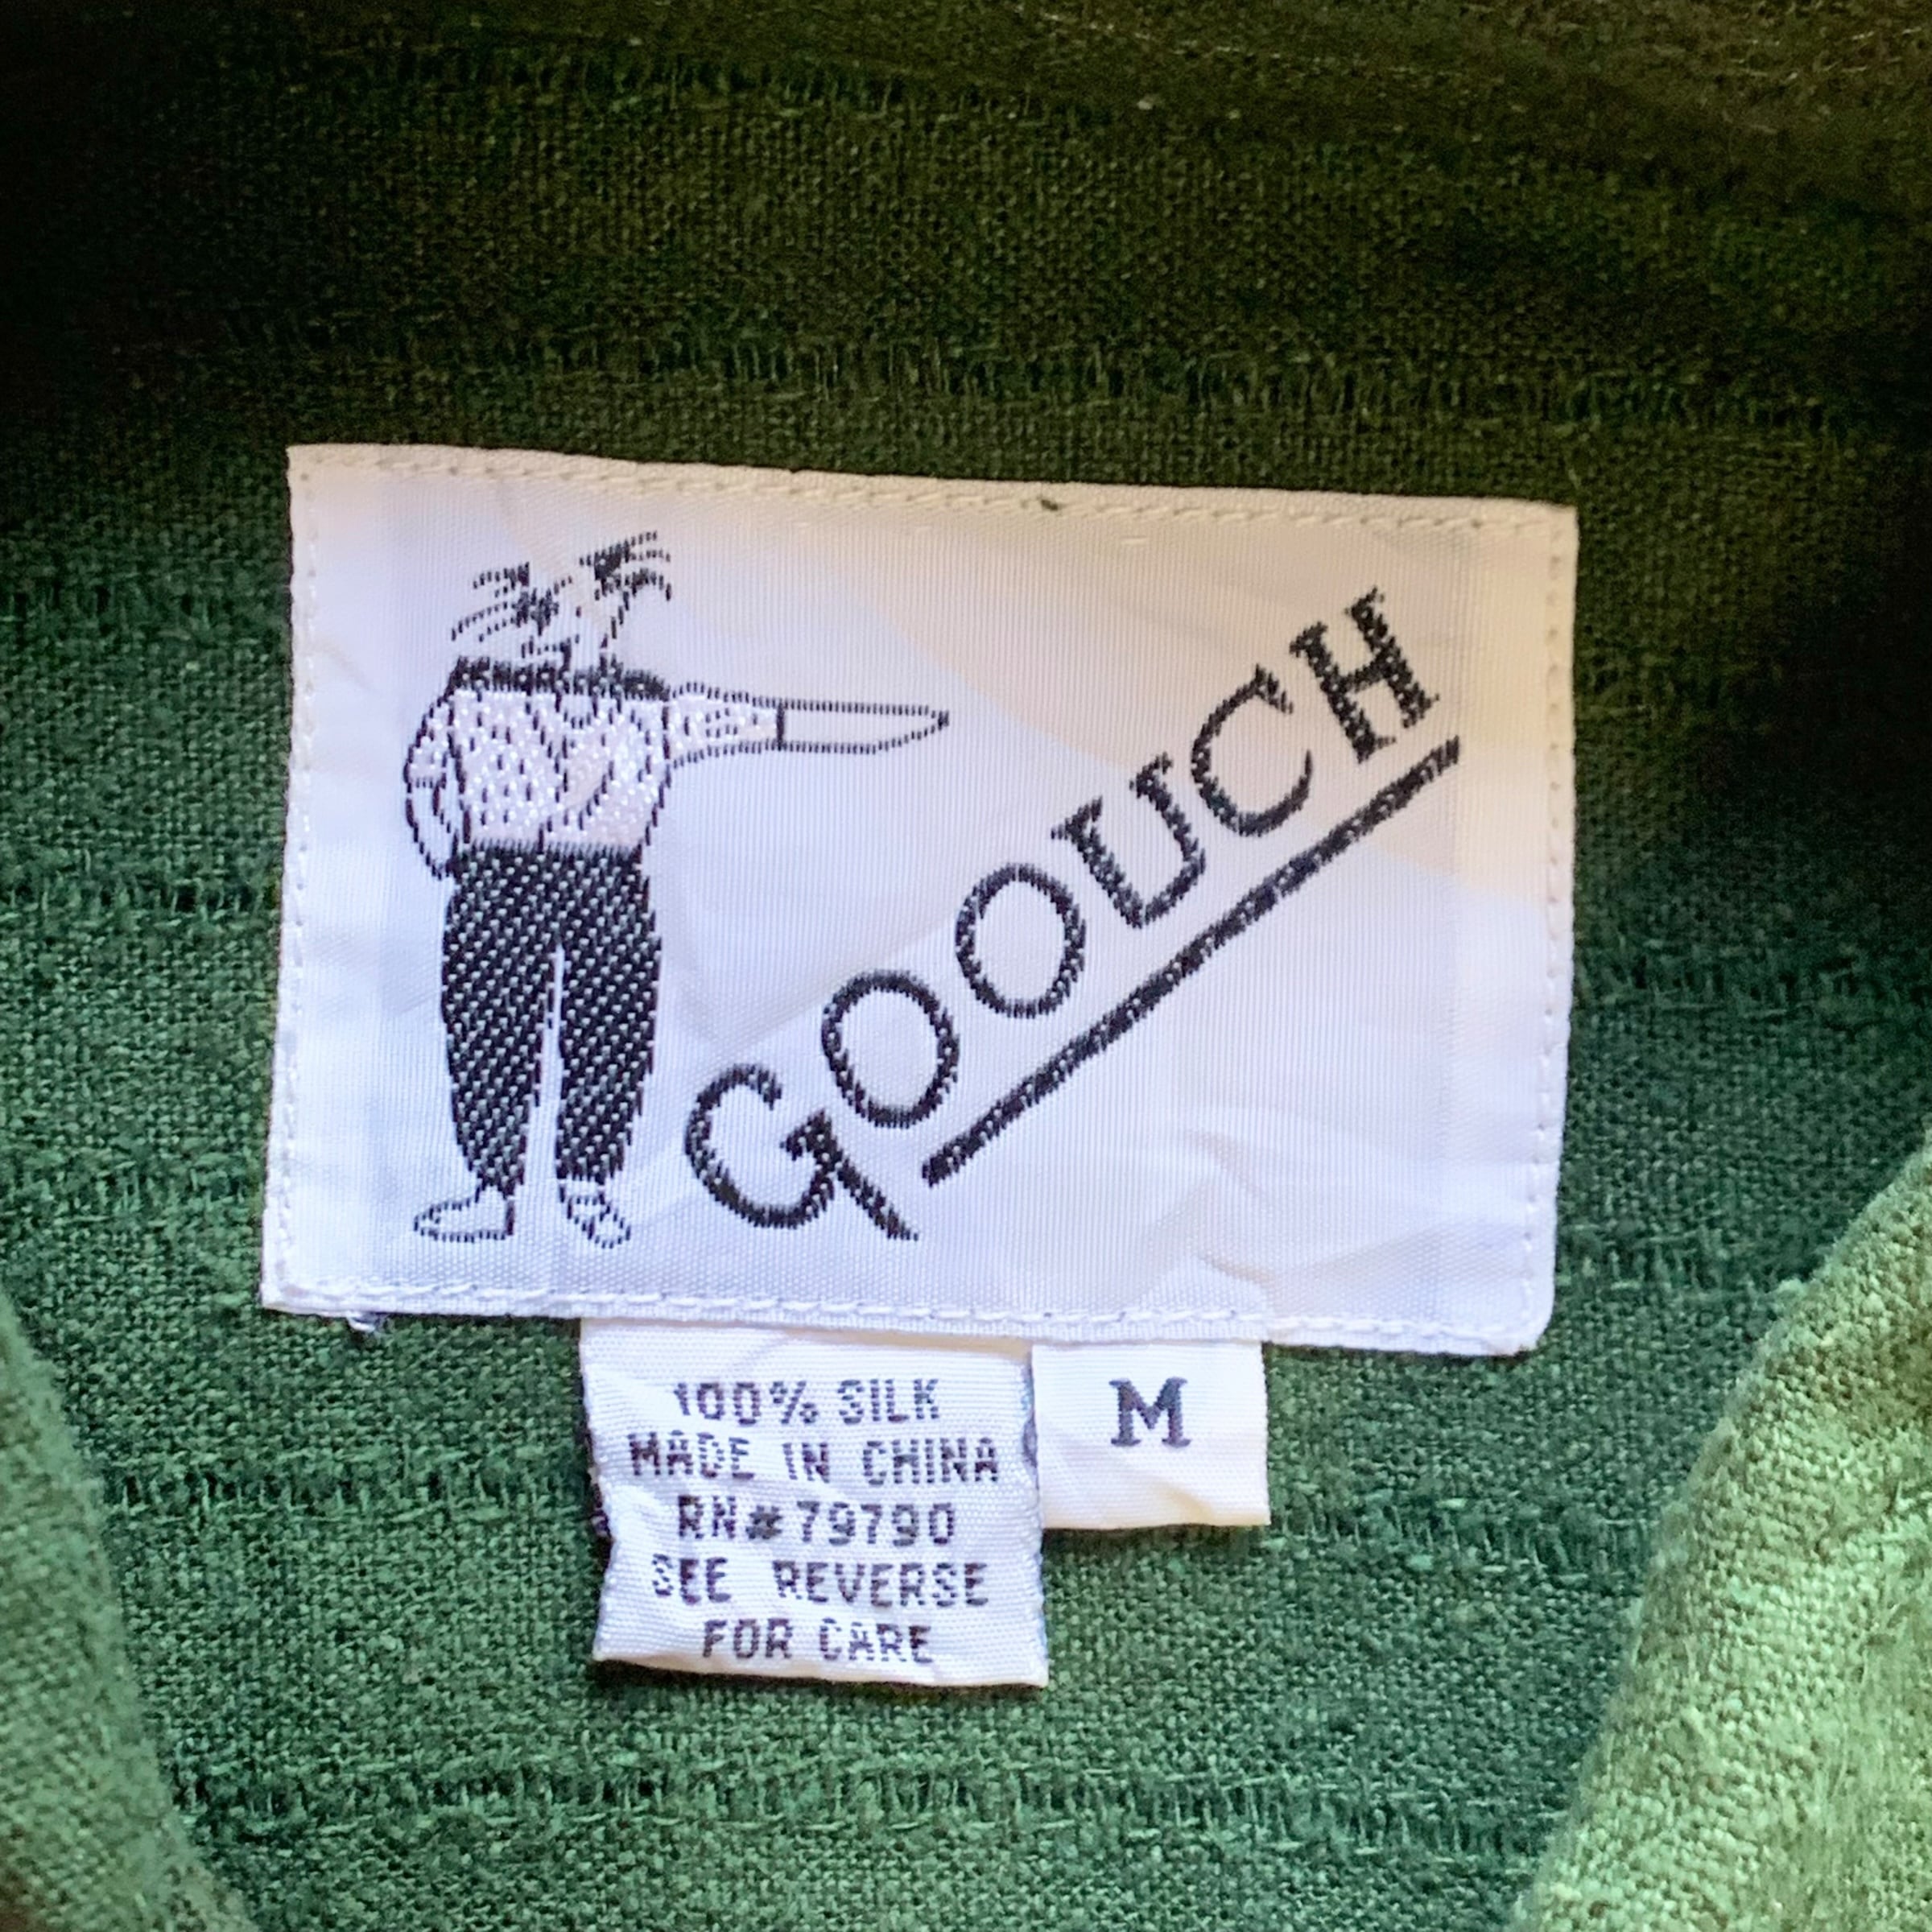 GOOUCH
100% SILK
MADE IN CHINA
RN#79790
SEE REVERSE
FOR CARE
M